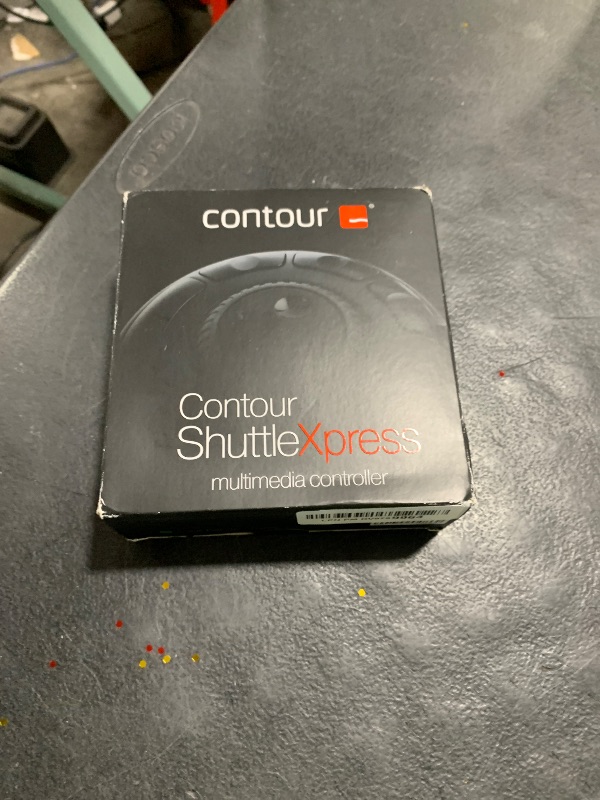 contour
Contour
ShuttleXpress
multimedia controller